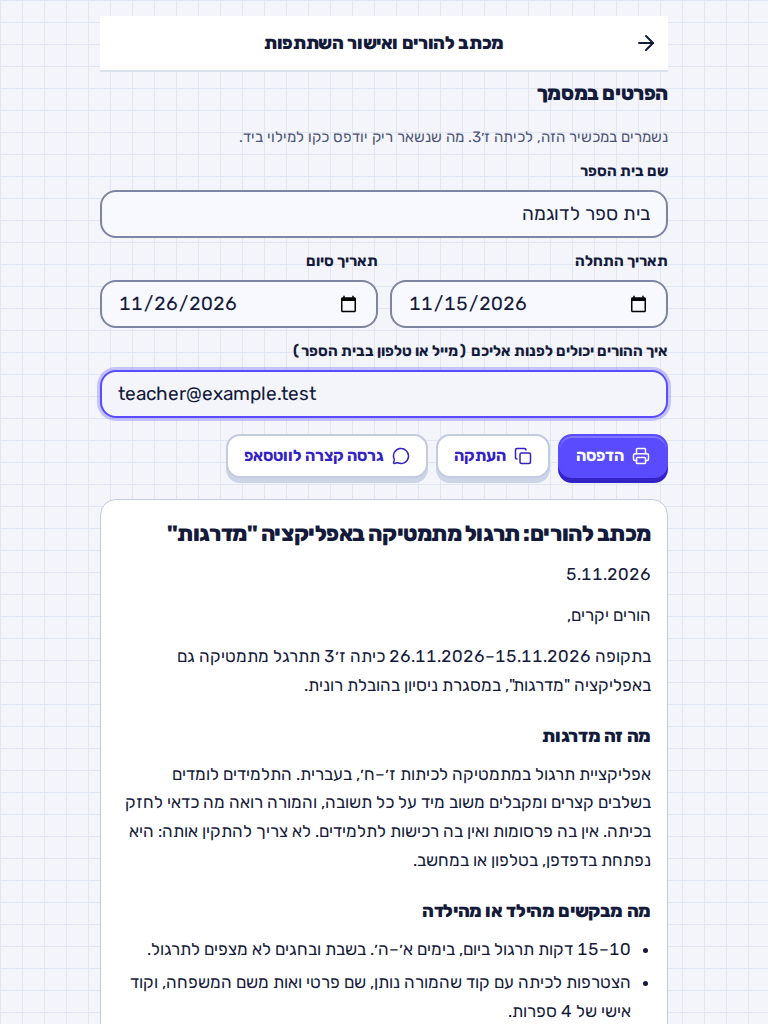 מכתב להורים ואישור השתתפות
הפרטים במסמך
נשמרים במכשיר הזה, לכיתה ז׳3. מה שנשאר ריק יודפס כקו למילוי ביד.
שם בית הספר
בית ספר לדוגמה
תאריך התחלה
תאריך סיום
11/15/2026
11/26/2026
איך ההורים יכולים לפנות אליכם (מייל או טלפון בבית הספר)
teacher@example.test
הדפסה
העתקה
גרסה קצרה לווטסאפ
מכתב להורים: תרגול מתמטיקה באפליקציה "מדרגות"
5.11.2026
הורים יקרים,
בתקופה 15.11.2026–26.11.2026 כיתה ז׳3 תתרגל מתמטיקה גם
באפליקציה "מדרגות", במסגרת ניסיון בהובלת רונית.
מה זה מדרגות
אפליקציית תרגול במתמטיקה לכיתות ז׳–ח׳, בעברית. התלמידים לומדים
בשלבים קצרים ומקבלים משוב מיד על כל תשובה, והמורה רואה מה כדאי לחזק
בכיתה. אין בה פרסומות ואין בה רכישות לתלמידים. לא צריך להתקין אותה: היא
נפתחת בדפדפן, בטלפון או במחשב.
מה מבקשים מהילד או מהילדה
• 10–15 דקות תרגול ביום, בימים א׳–ה׳. בשבת ובחגים לא מצפים לתרגול.
• הצטרפות לכיתה עם קוד שהמורה נותן, שם פרטי ואות משם המשפחה, וקוד
אישי של 4 ספרות.